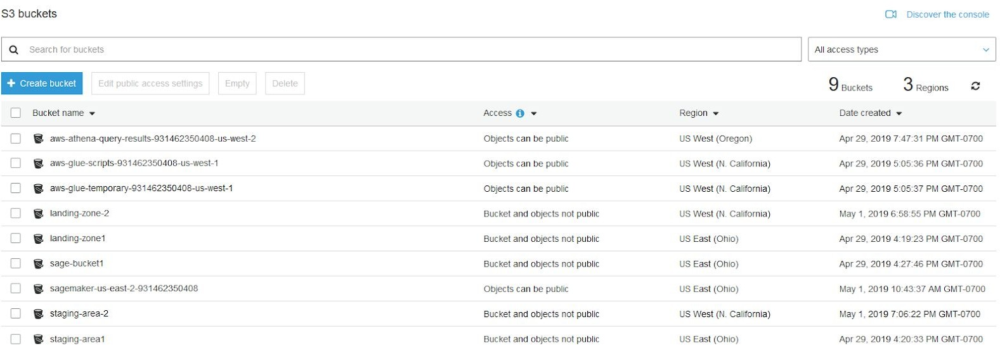 S3 buckets Discover the console
Search for buckets All access types
Create bucket Edit public access settings Empty Delete 9 Buckets 3 Regions
Bucket name Access Region Date created
aws-athena-query-results-931462350408-us-west-2 Objects can be public US West (Oregon) Apr 29, 2019 7:47:31 PM GMT-0700
aws-glue-scripts-931462350408-us-west-1 Objects can be public US West (N. California) Apr 29, 2019 5:05:36 PM GMT-0700
aws-glue-temporary-931462350408-us-west-1 Objects can be public US West (N. California) Apr 29, 2019 5:05:37 PM GMT-0700
landing-zone-2 Bucket and objects not public US West (N. California) May 1, 2019 6:58:55 PM GMT-0700
landing-zone1 Bucket and objects not public US East (Ohio) Apr 29, 2019 4:19:23 PM GMT-0700
sage-bucket1 Bucket and objects not public US East (Ohio) Apr 29, 2019 4:27:46 PM GMT-0700
sagemaker-us-east-2-931462350408 Objects can be public US East (Ohio) May 1, 2019 10:43:37 AM GMT-0700
staging-area-2 Bucket and objects not public US West (N. California) May 1, 2019 7:06:22 PM GMT-0700
staging-area1 Bucket and objects not public US East (Ohio) Apr 29, 2019 4:20:33 PM GMT-0700